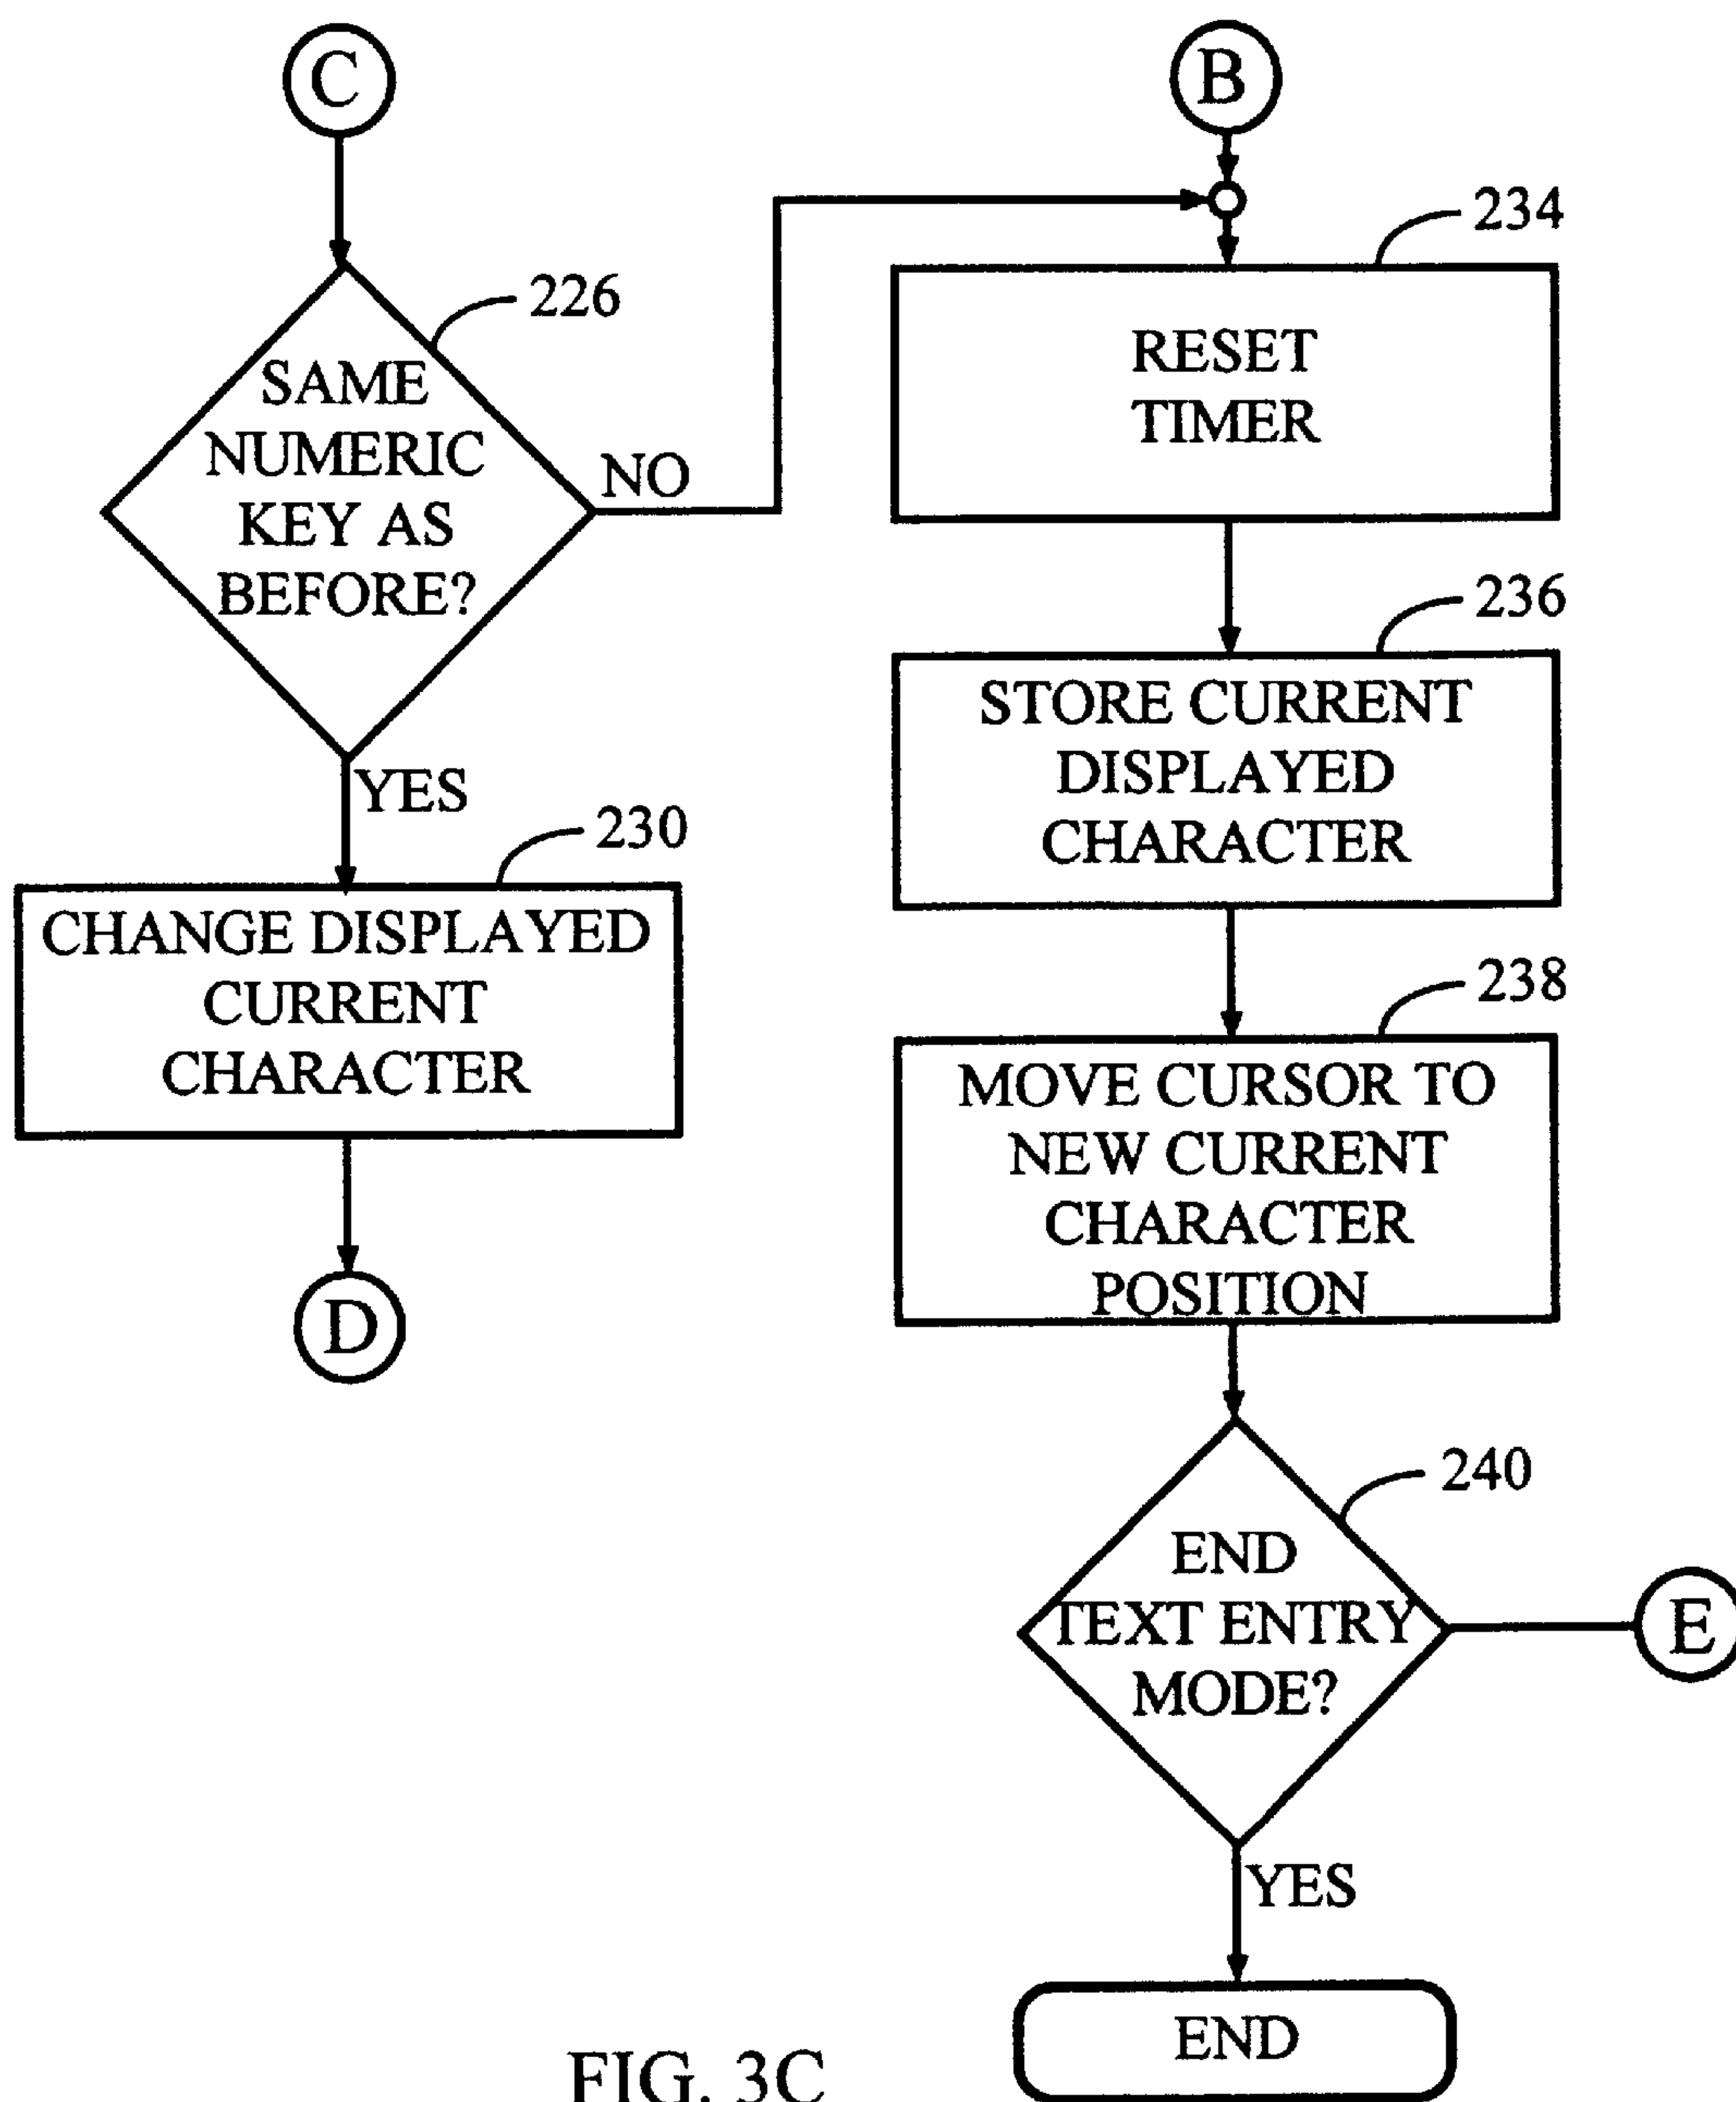 C
226
SAME
NUMERIC
KEY AS
BEFORE?
NO
YES
230
CHANGE DISPLAYED
CURRENT
CHARACTER
D
B
234
RESET
TIMER
236
STORE CURRENT
DISPLAYED
CHARACTER
238
MOVE CURSOR TO
NEW CURRENT
CHARACTER
POSITION
240
END
TEXT ENTRY
MODE?
E
YES
END
FIG. 3C